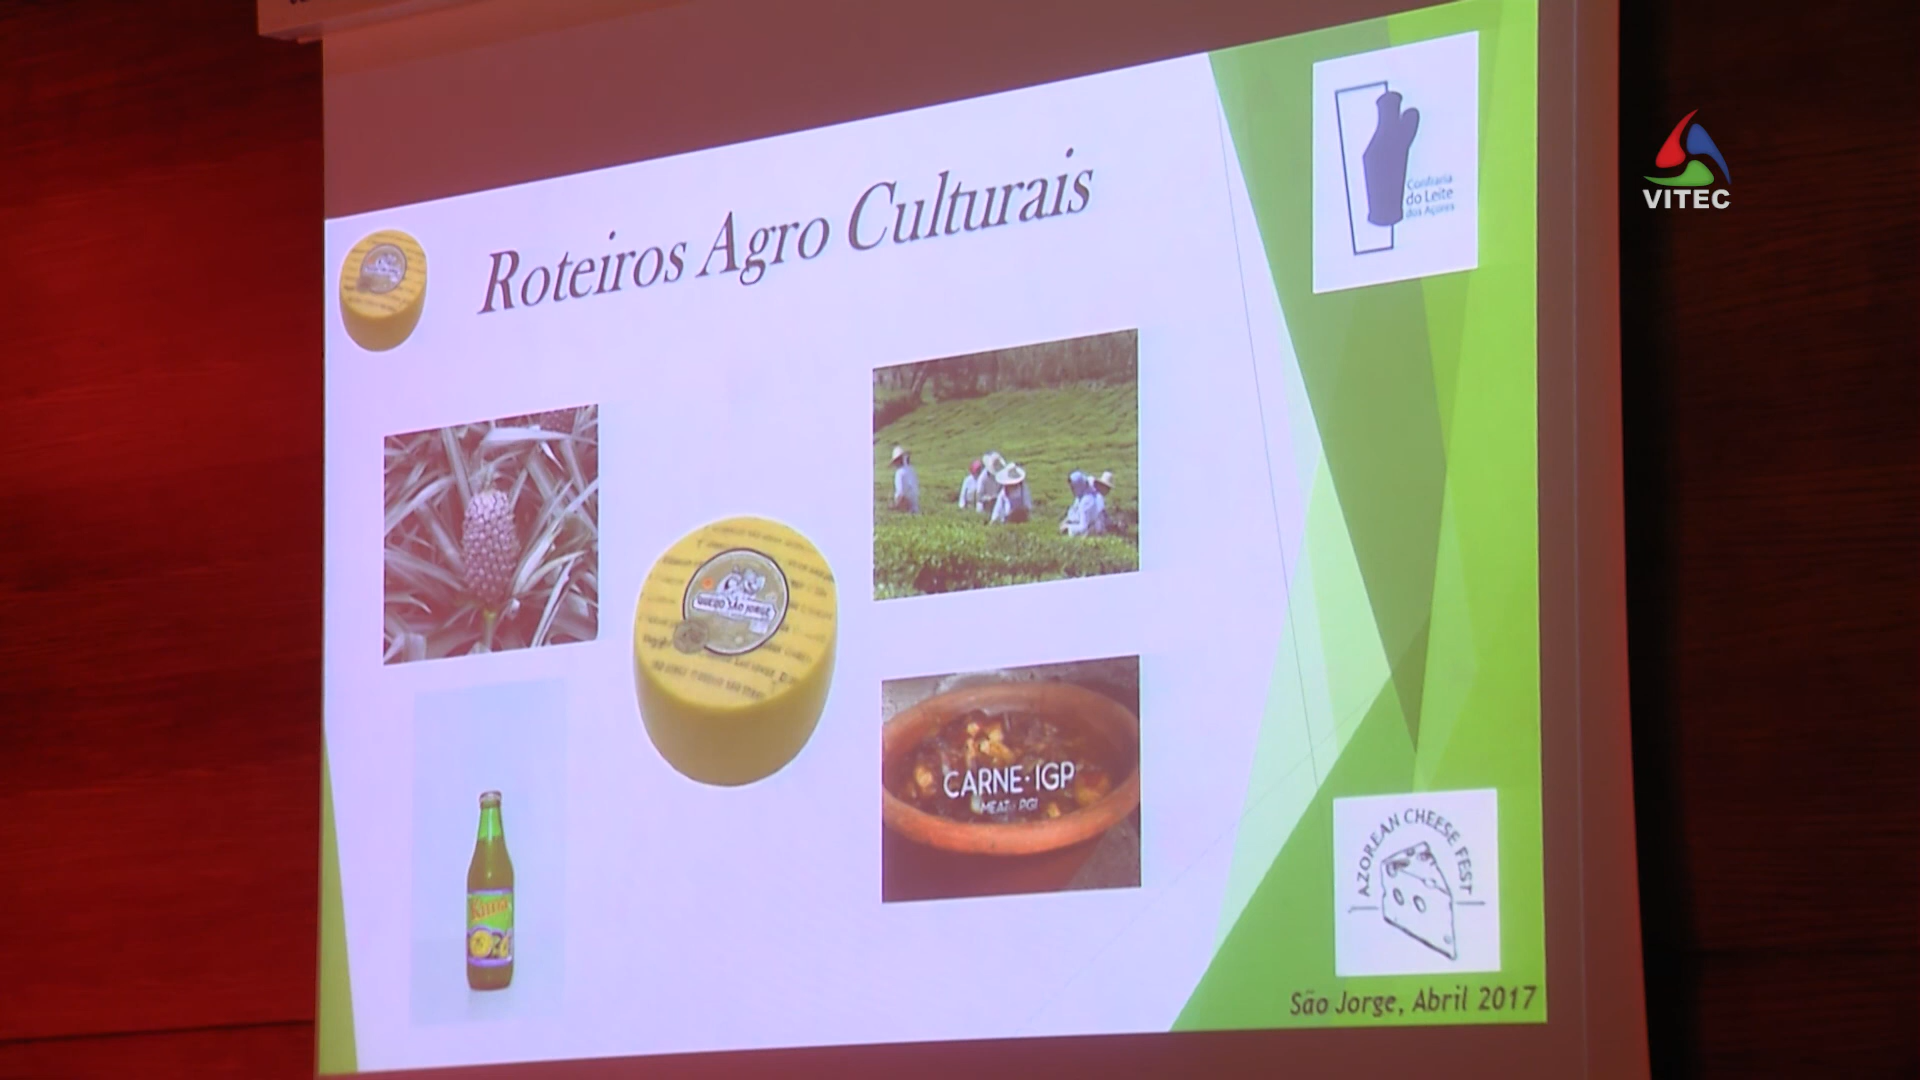 VITEC
Roteiros Agro Culturais
Confraria
do Leite
dos Açores
QUEIJO SÃO JORGE
CARNE·IGP
MEAT·PGI
Kima
AZOREAN CHEESE FEST
São Jorge, Abril 2017